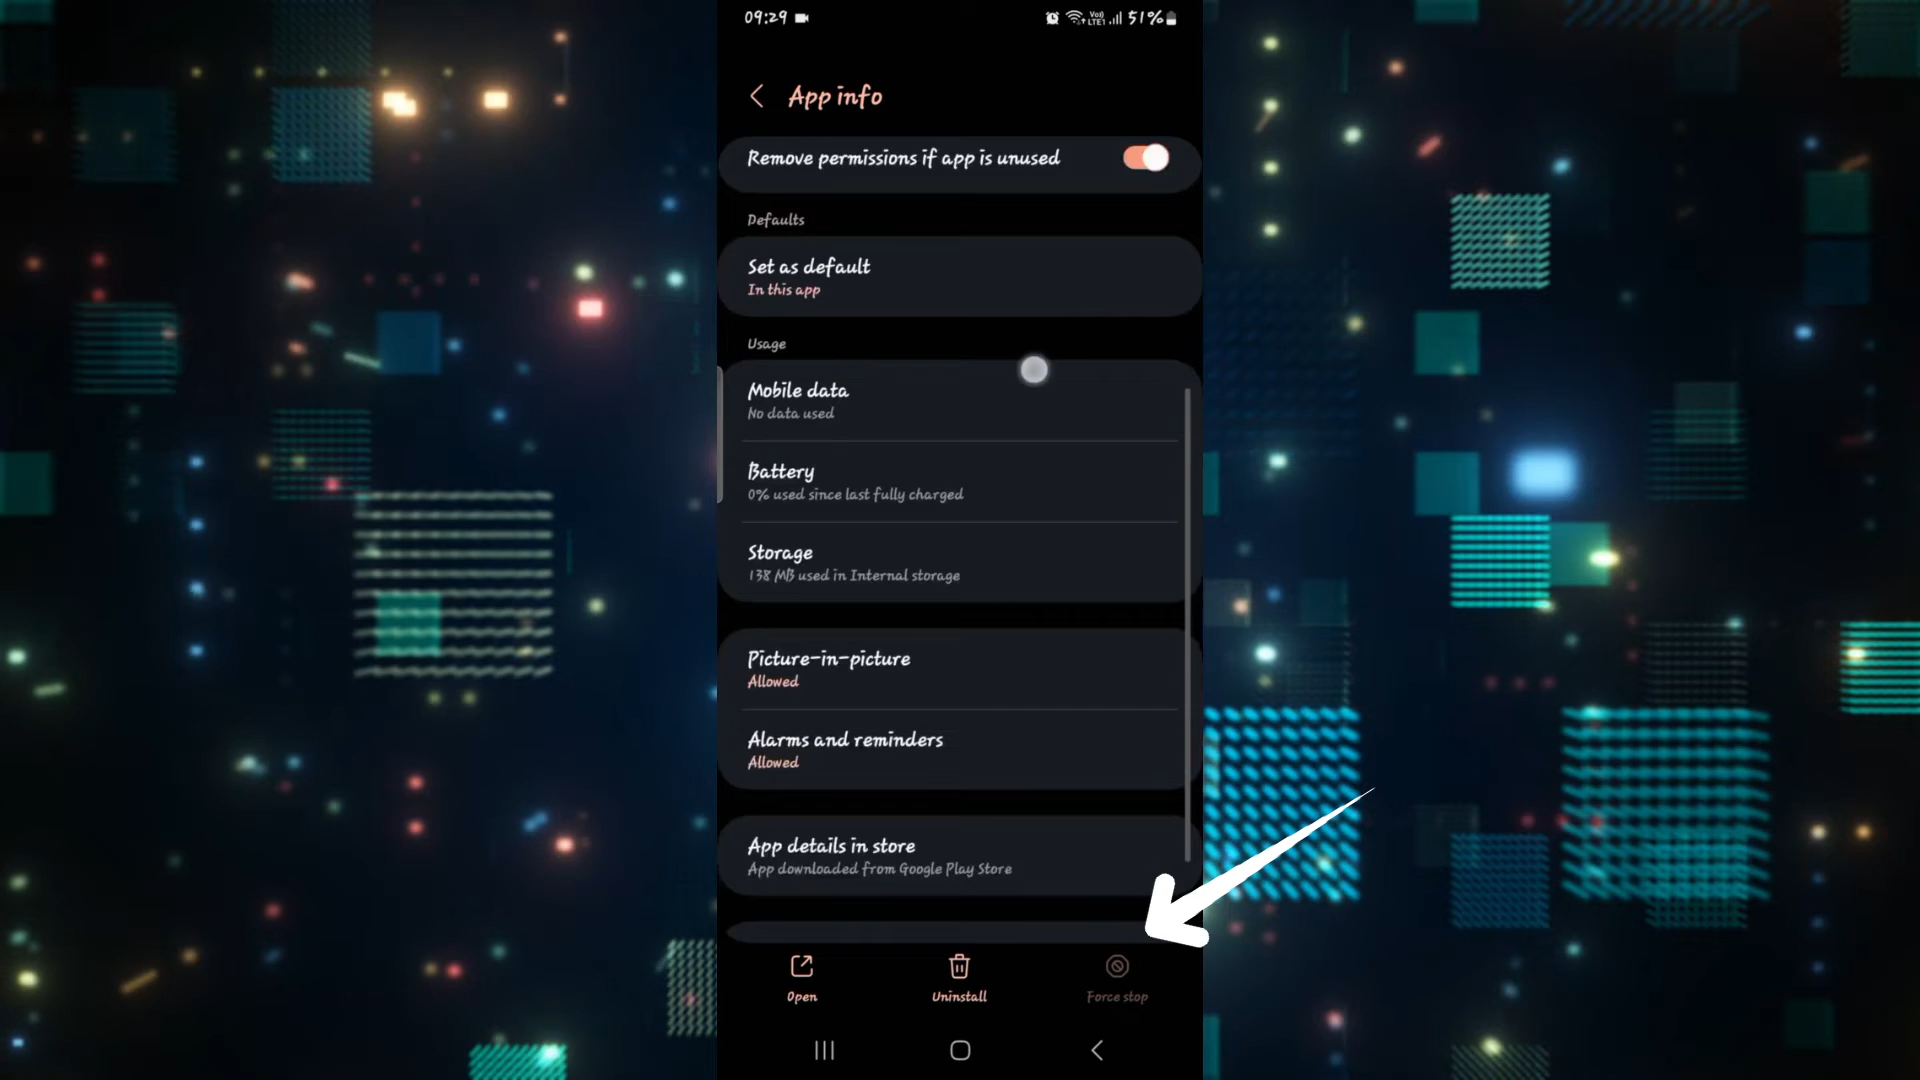 09:29
Vo) LTE1 51%
App info
Remove permissions if app is unused
Defaults
Set as default
In this app
Usage
Mobile data
No data used
Battery
0% used since last fully charged
Storage
138 MB used in Internal storage
Picture-in-picture
Allowed
Alarms and reminders
Allowed
App details in store
App downloaded from Google Play Store
Open
Uninstall
Force stop